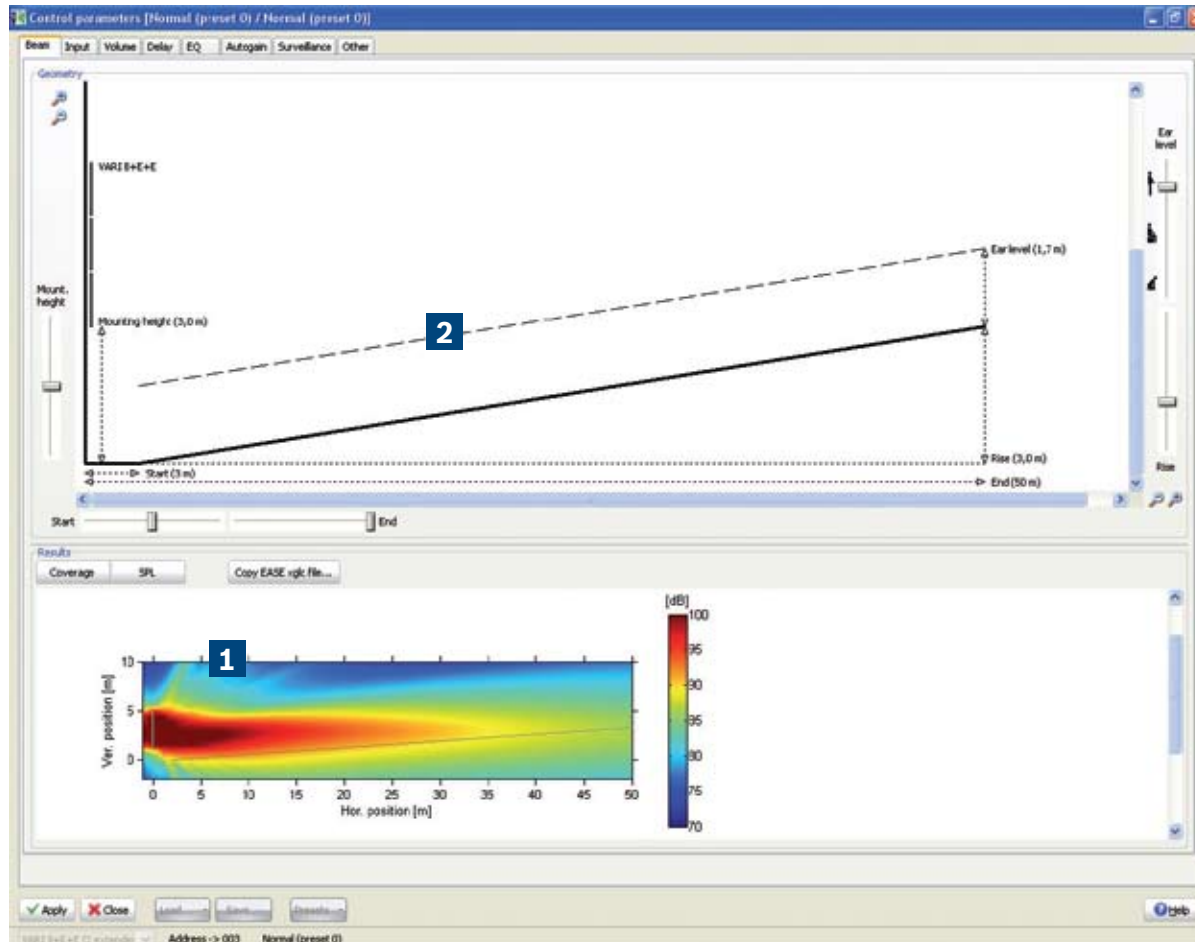 Control parameters [Normal (preset 0) / Normal (preset 0)]
Beam Input Volume Delay EQ Autogain Surveillance Other
Geometry
VARI B+E+E
Ear level
Ear level (1,7 m)
Mount. height
Mounting height (3,0 m)
2
Rise (3,0 m)
Rise
Start (3 m)
End (50 m)
Start
End
Results
Coverage SPL Copy EASE vglc file...
[dB]
100
95
90
85
80
75
70
1
10
5
0
Ver. position [m]
0 5 10 15 20 25 30 35 40 45 50
Hor. position [m]
Apply Close Load... Save... Presets Help
Address -> 003 Normal (preset 0)